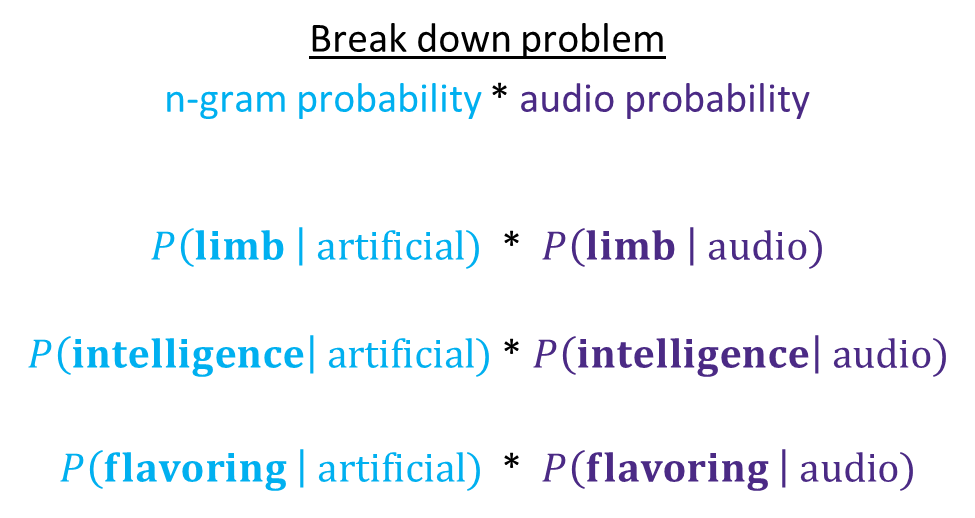 Break down problem
n-gram probability * audio probability
P(limb | artificial) * P(limb | audio)
P(intelligence| artificial) * P(intelligence| audio)
P(flavoring | artificial) * P(flavoring | audio)